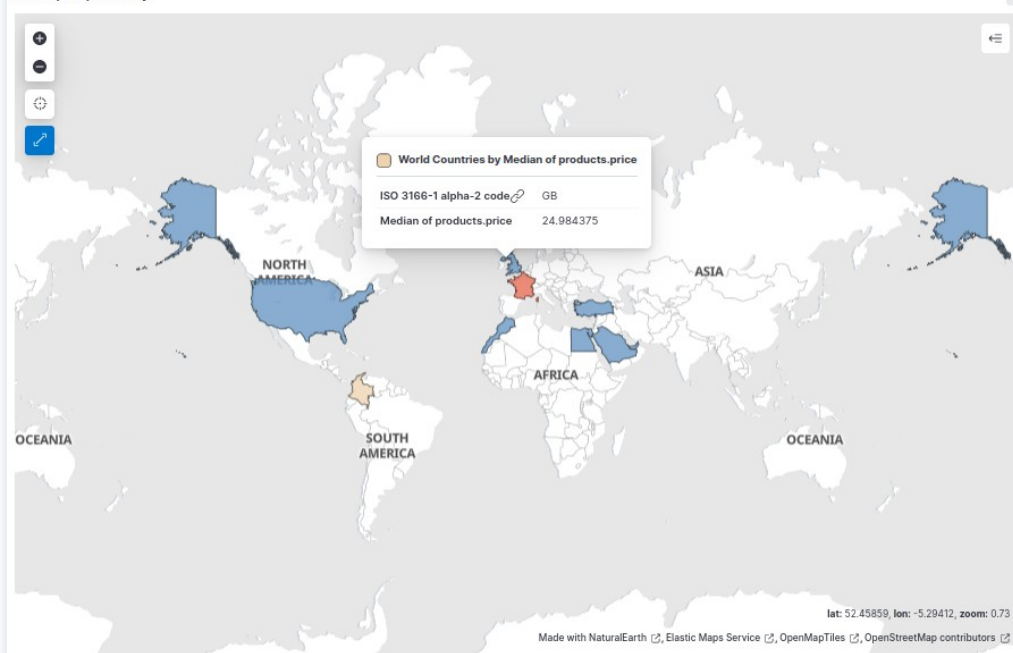 World Countries by Median of products.price
ISO 3166-1 alpha-2 code GB
Median of products.price 24.984375
NORTH
AMERICA
ASIA
AFRICA
OCEANIA
SOUTH
AMERICA
OCEANIA
lat: 52.45859, lon: -5.29412, zoom: 0.73
Made with NaturalEarth, Elastic Maps Service, OpenMapTiles, OpenStreetMap contributors